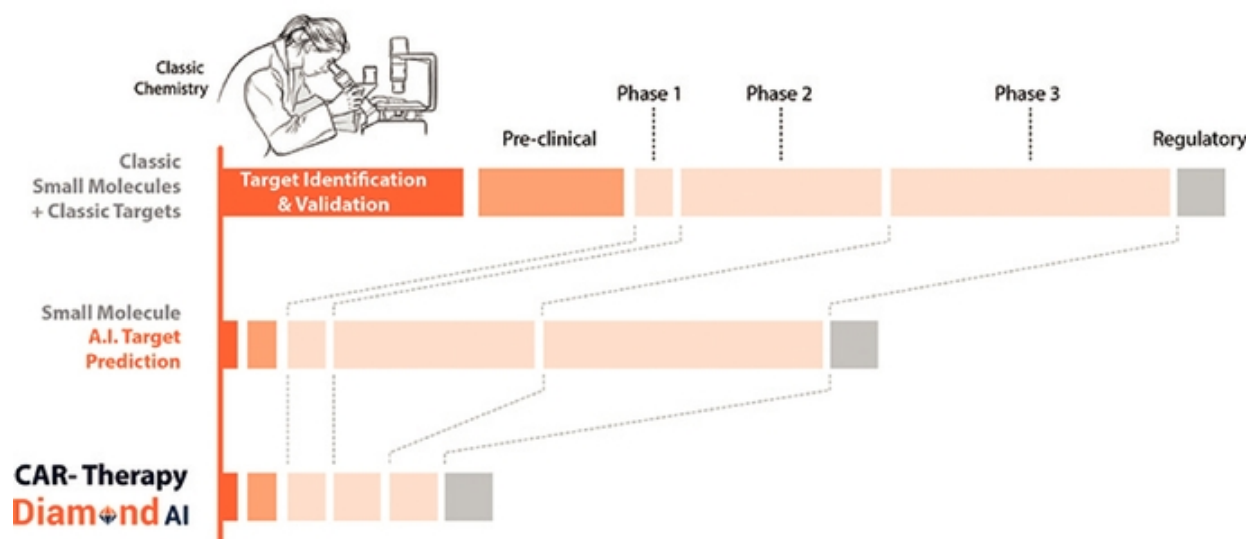 Classic
Chemistry
Phase 1
Phase 2
Phase 3
Pre-clinical
Regulatory
Classic
Small Molecules
+ Classic Targets
Target Identification
& Validation
Small Molecule
A.I. Target
Prediction
CAR- Therapy
Diamond AI